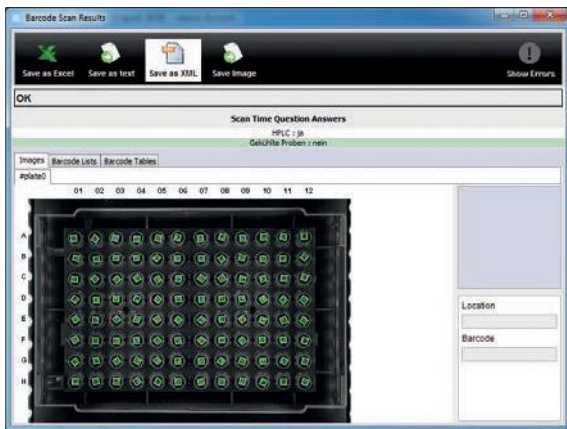 Barcode Scan Results
Save as Excel
Save as text
Save as XML
Save Image
Show Errors
OK
Scan Time Question Answers
HPLC : ja
Gekühlte Proben : nein
Images
Barcode Lists
Barcode Tables
#plate0
01 02 03 04 05 06 07 08 09 10 11 12
A
B
C
D
E
F
G
H
Location
Barcode